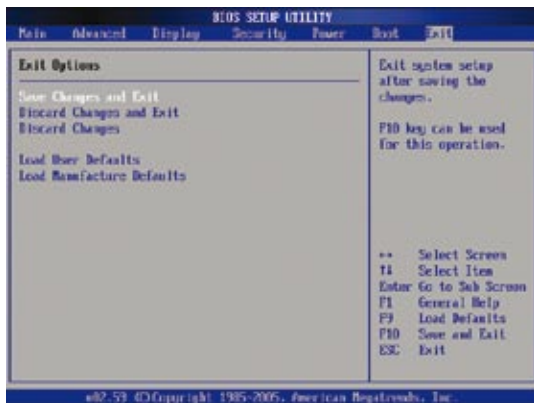 BIOS SETUP UTILITY
Main Advanced Display Security Power Boot Exit
Exit Options
Save Changes and Exit
Discard Changes and Exit
Discard Changes
Load User Defaults
Load Manufacture Defaults
Exit system setup
after saving the
changes.
F10 key can be used
for this operation.
↔ Select Screen
↑↓ Select Item
Enter Go to Sub Screen
F1 General Help
F9 Load Defaults
F10 Save and Exit
ESC Exit
v02.59 (C)Copyright 1985-2005, American Megatrends, Inc.